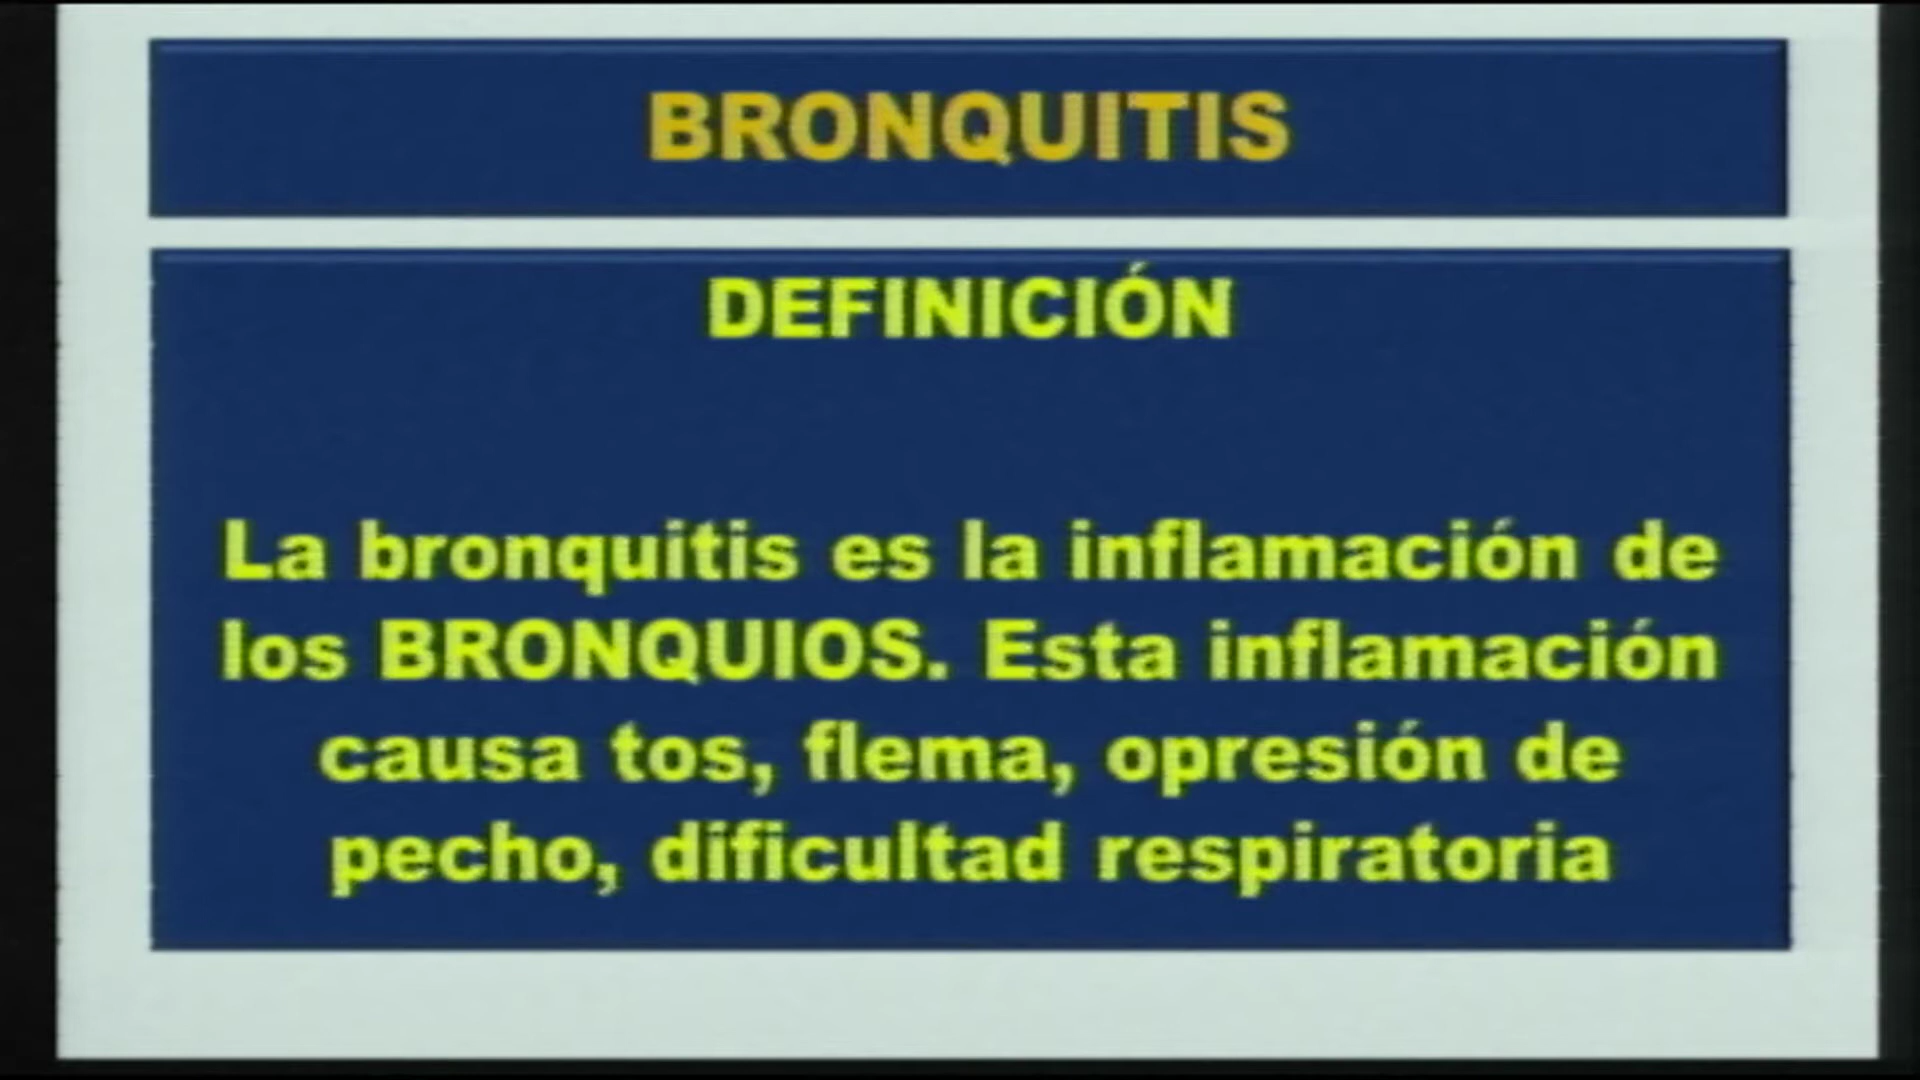 BRONQUITIS
DEFINICIÓN
La bronquitis es la inflamación de
los BRONQUIOS. Esta inflamación
causa tos, flema, opresión de
pecho, dificultad respiratoria